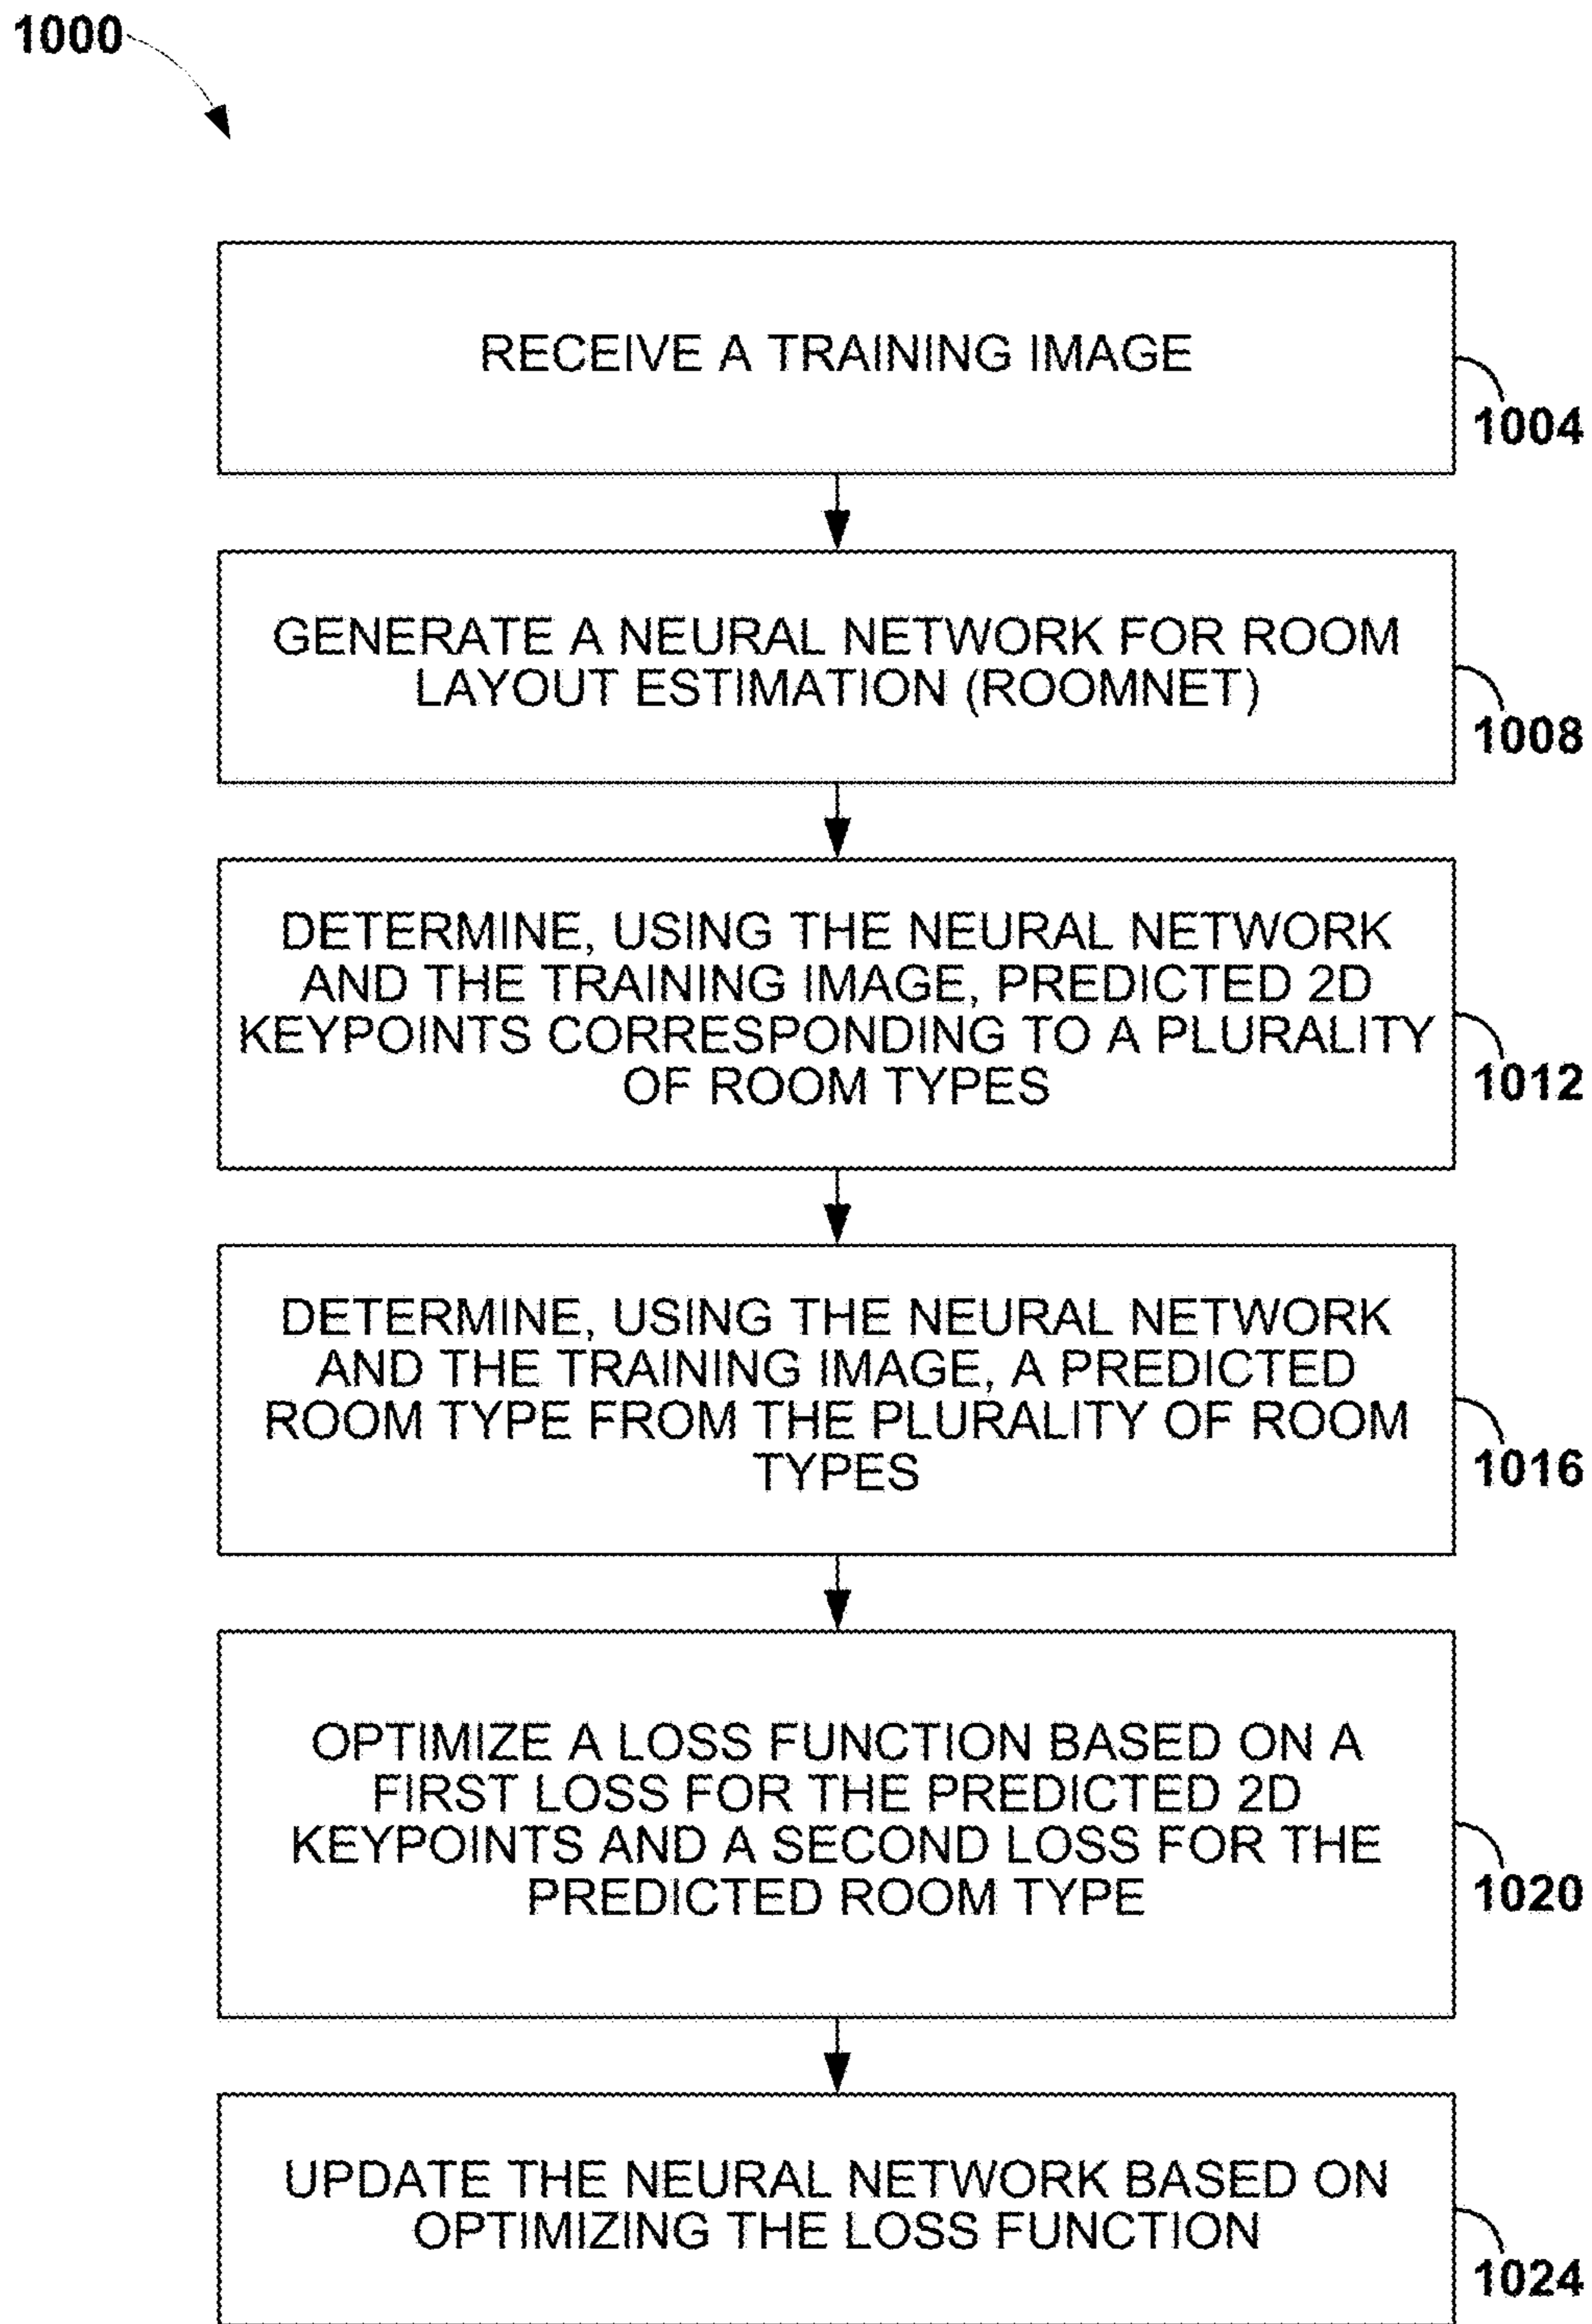 1000
RECEIVE A TRAINING IMAGE
1004
GENERATE A NEURAL NETWORK FOR ROOM
LAYOUT ESTIMATION (ROOMNET)
1008
DETERMINE, USING THE NEURAL NETWORK
AND THE TRAINING IMAGE, PREDICTED 2D
KEYPOINTS CORRESPONDING TO A PLURALITY
OF ROOM TYPES
1012
DETERMINE, USING THE NEURAL NETWORK
AND THE TRAINING IMAGE, A PREDICTED
ROOM TYPE FROM THE PLURALITY OF ROOM
TYPES
1016
OPTIMIZE A LOSS FUNCTION BASED ON A
FIRST LOSS FOR THE PREDICTED 2D
KEYPOINTS AND A SECOND LOSS FOR THE
PREDICTED ROOM TYPE
1020
UPDATE THE NEURAL NETWORK BASED ON
OPTIMIZING THE LOSS FUNCTION
1024